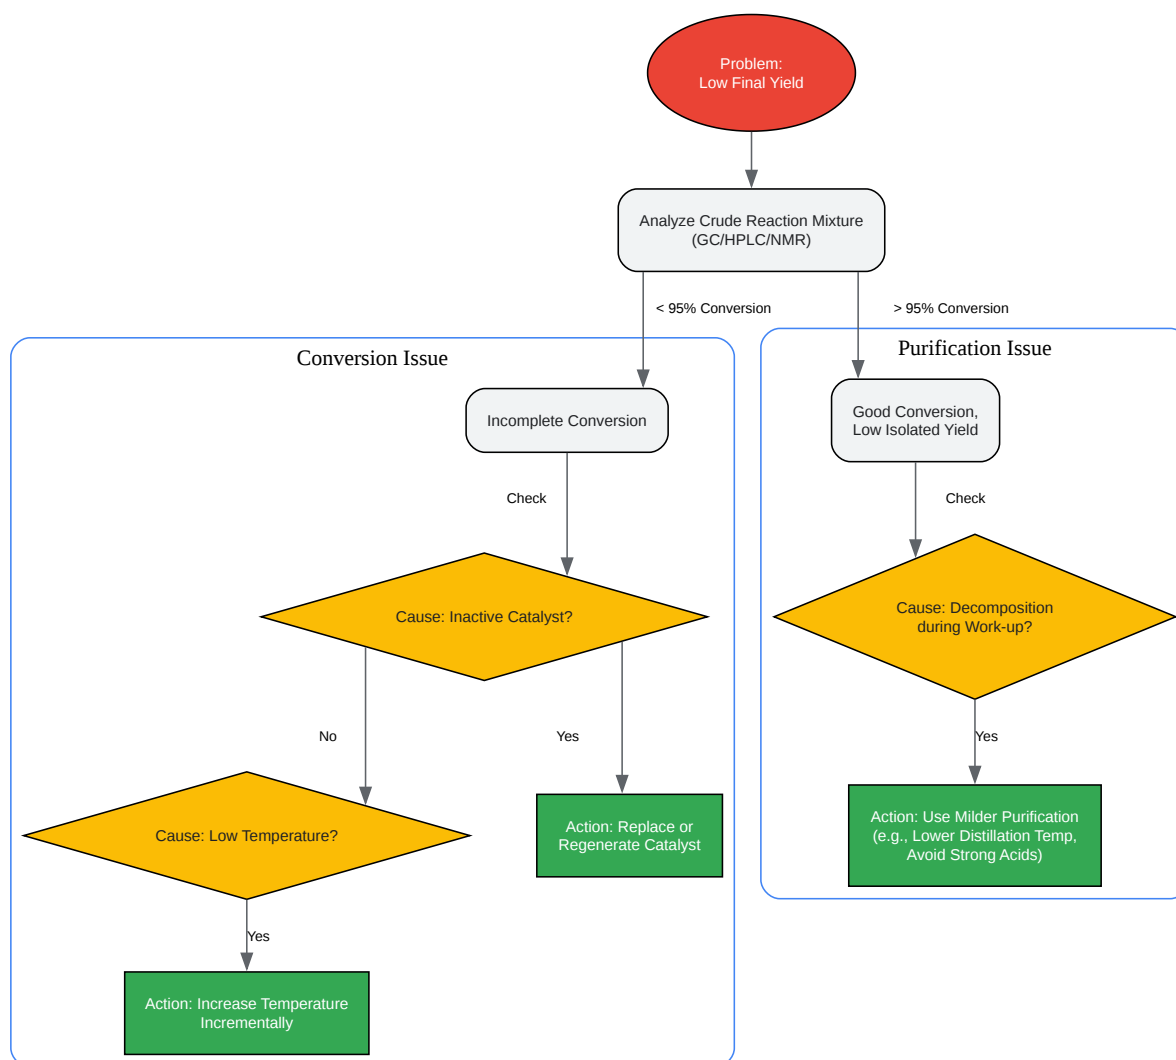 Problem:
Low Final Yield
Analyze Crude Reaction Mixture
(GC/HPLC/NMR)
< 95% Conversion
> 95% Conversion
Conversion Issue
Purification Issue
Incomplete Conversion
Good Conversion,
Low Isolated Yield
Check
Check
Cause: Inactive Catalyst?
Cause: Decomposition
during Work-up?
No
Yes
Yes
Cause: Low Temperature?
Action: Replace or
Regenerate Catalyst
Action: Use Milder Purification
(e.g., Lower Distillation Temp,
Avoid Strong Acids)
Yes
Action: Increase Temperature
Incrementally